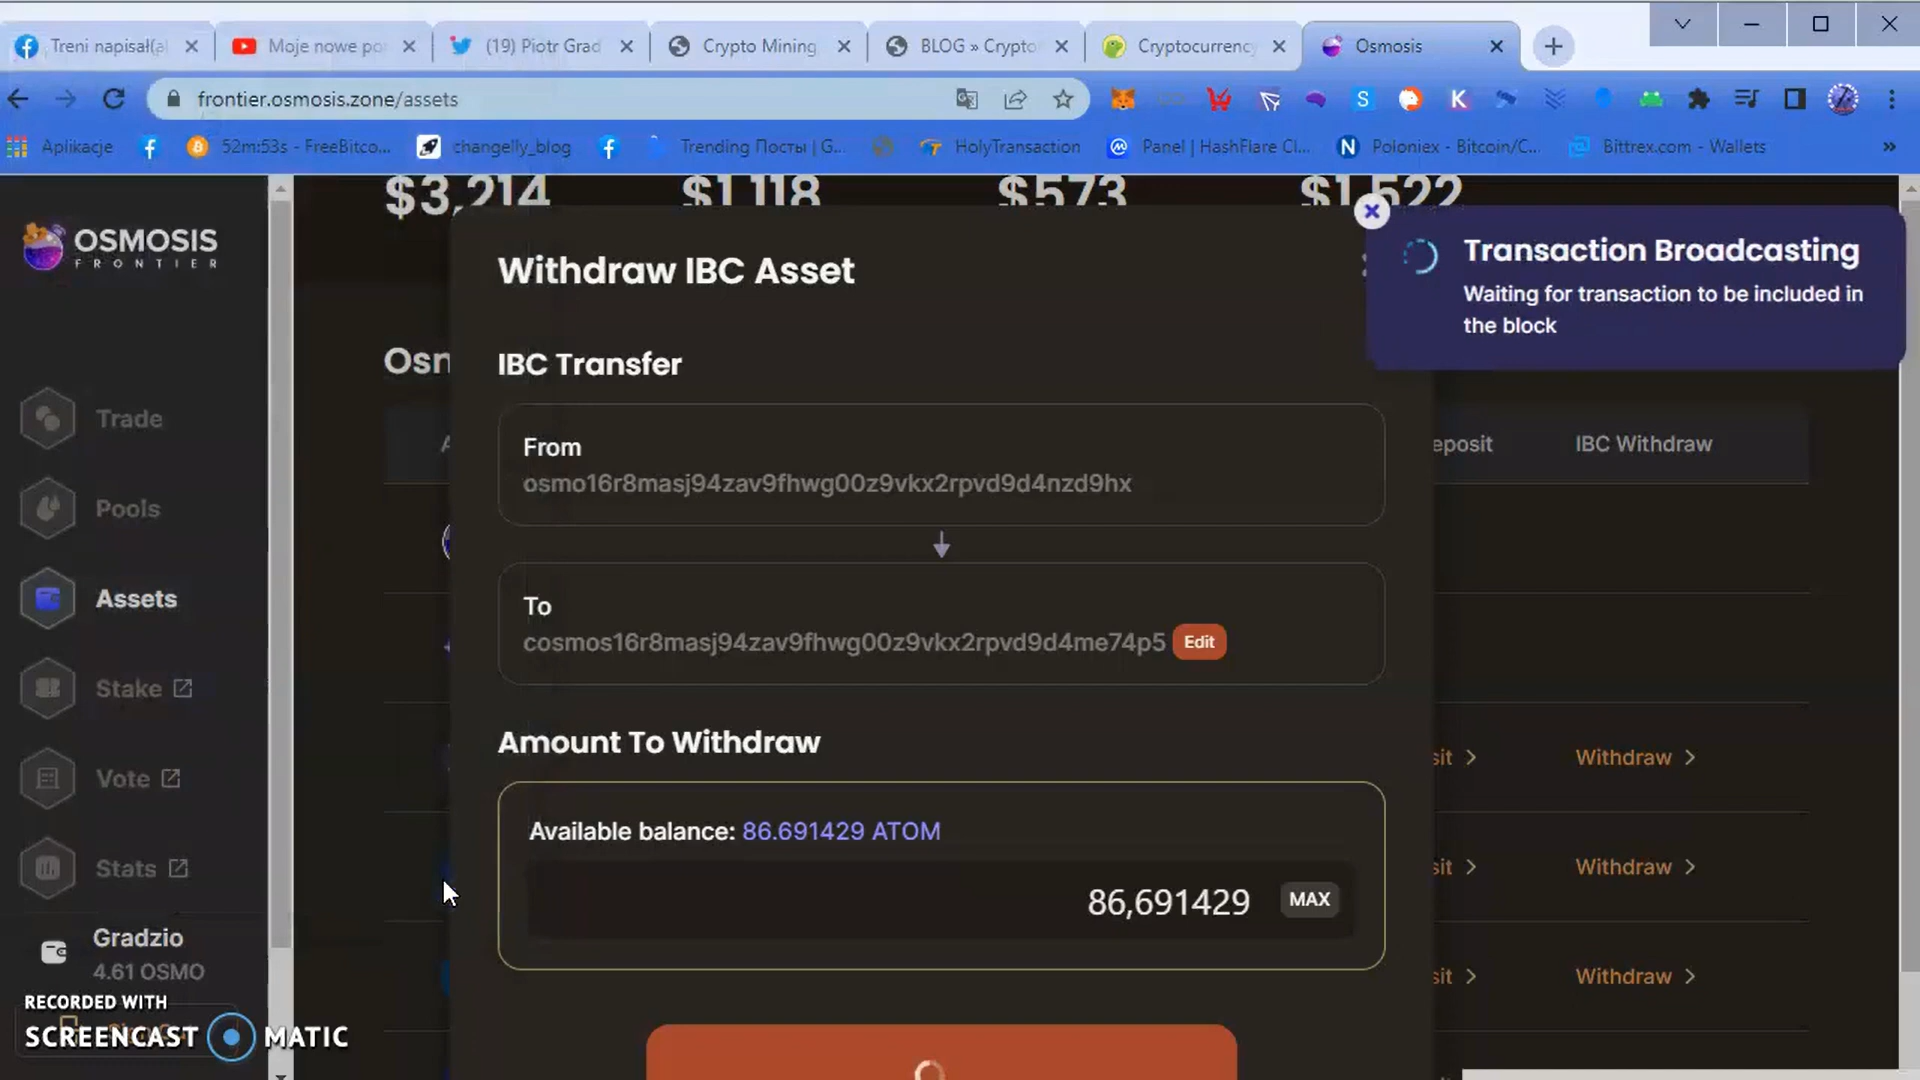 Treni napisał(a
Moje nowe po
(19) Piotr Grad
Crypto Mining
BLOG » Crypto
Cryptocurrency
Osmosis
frontier.osmosis.zone/assets
Aplikacje
52m:53s - FreeBitco...
changelly_blog
Trending Посты | G...
HolyTransaction
Panel | HashFlare Cl...
Poloniex - Bitcoin/C...
Bittrex.com - Wallets
»
$3,214
$1,118
$573
$1,522
OSMOSIS
FRONTIER
Trade
Pools
Assets
Stake
Vote
Stats
Gradzio
4.61 OSMO
RECORDED WITH
SCREENCAST MATIC
Osm
Withdraw IBC Asset
IBC Transfer
From
osmo16r8masj94zav9fhwg00z9vkx2rpvd9d4nzd9hx
To
cosmos16r8masj94zav9fhwg00z9vkx2rpvd9d4me74p5 Edit
Amount To Withdraw
Available balance: 86.691429 ATOM
86,691429 MAX
Transaction Broadcasting
Waiting for transaction to be included in
the block
eposit
IBC Withdraw
sit > Withdraw >
sit > Withdraw >
sit > Withdraw >